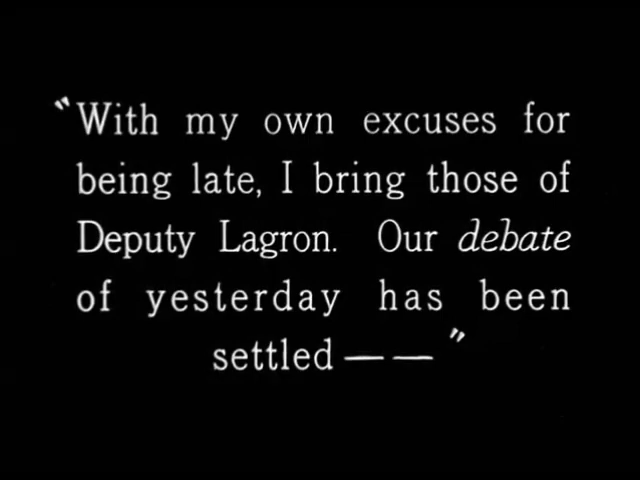 "With my own excuses for
being late, I bring those of
Deputy Lagron. Our debate
of yesterday has been
settled — — "